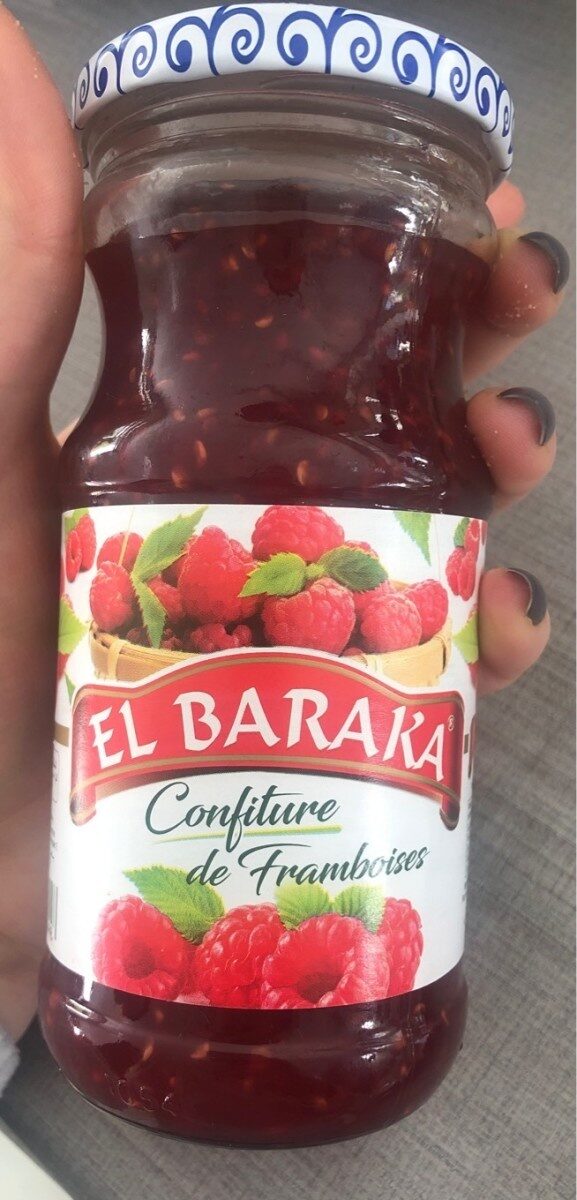 EL BARAKA®
Confiture
de Framboises